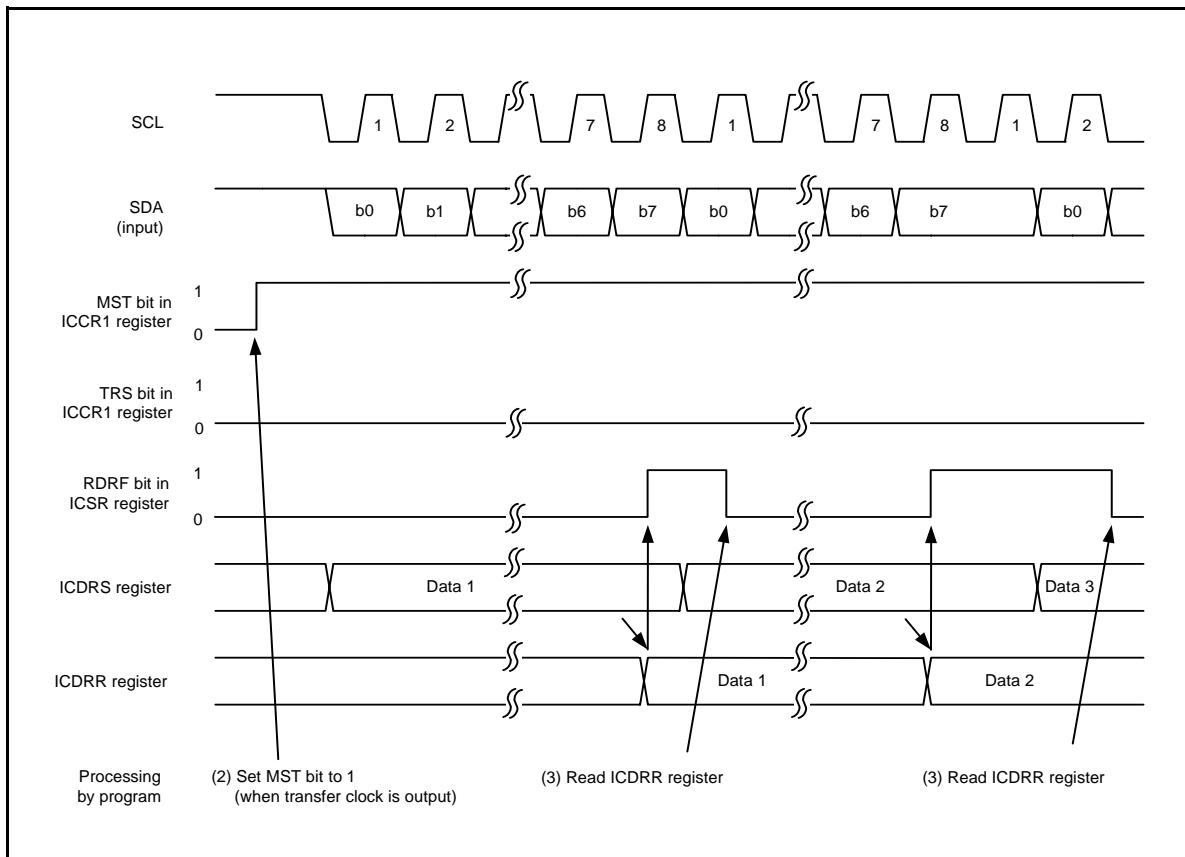 SCL
1 2 7 8 1 7 8 1 2
SDA
(input)
b0 b1 b6 b7 b0 b6 b7 b0
MST bit in
ICCR1 register
1
0
TRS bit in
ICCR1 register
1
0
RDRF bit in
ICSR register
1
0
ICDRS register
Data 1 Data 2 Data 3
ICDRR register
Data 1 Data 2
Processing
by program
(2) Set MST bit to 1
(when transfer clock is output)
(3) Read ICDRR register
(3) Read ICDRR register